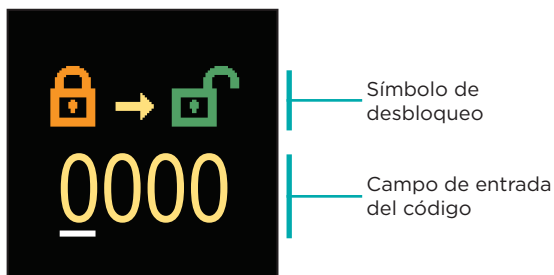 Símbolo de
desbloqueo
0000
Campo de entrada
del código